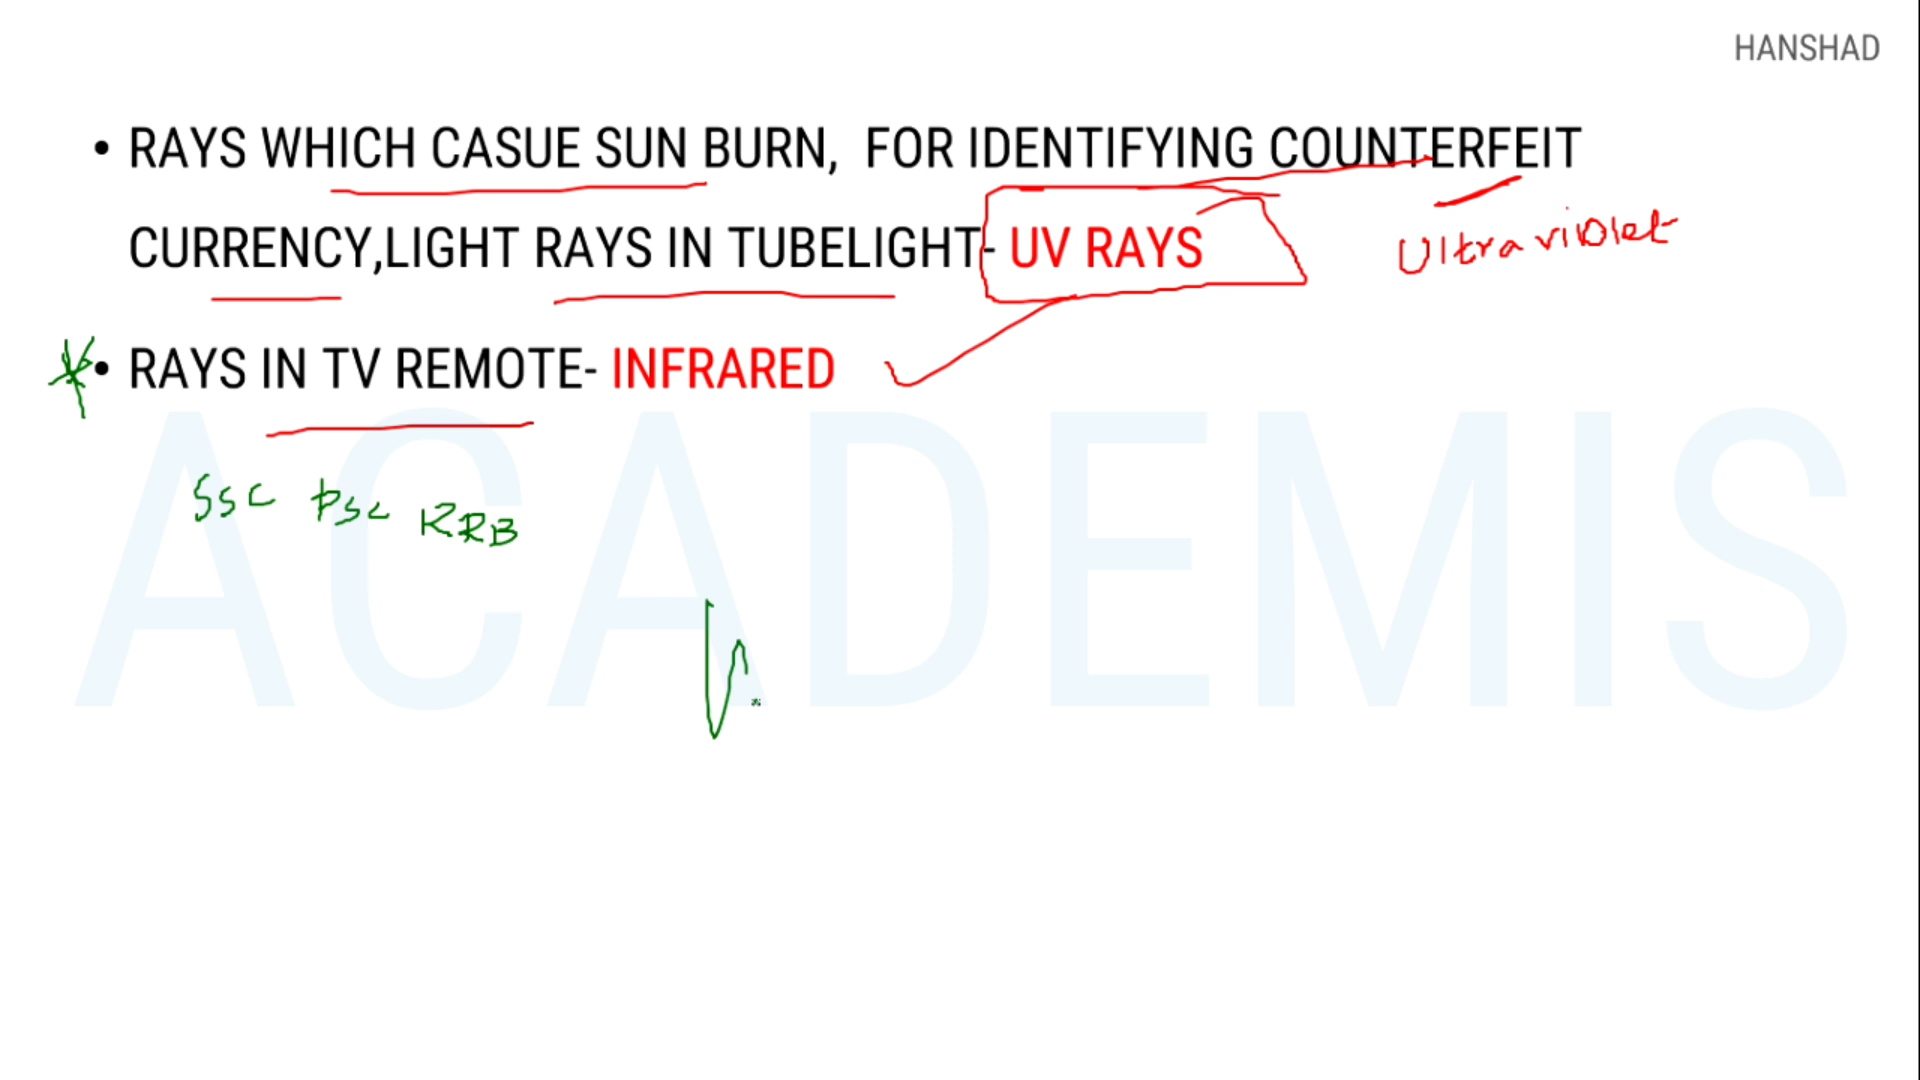 HANSHAD
• RAYS WHICH CASUE SUN BURN, FOR IDENTIFYING COUNTERFEIT
CURRENCY,LIGHT RAYS IN TUBELIGHT- UV RAYS
Ultraviolet
• RAYS IN TV REMOTE- INFRARED
SSC PSC RRB
ACADEMIS